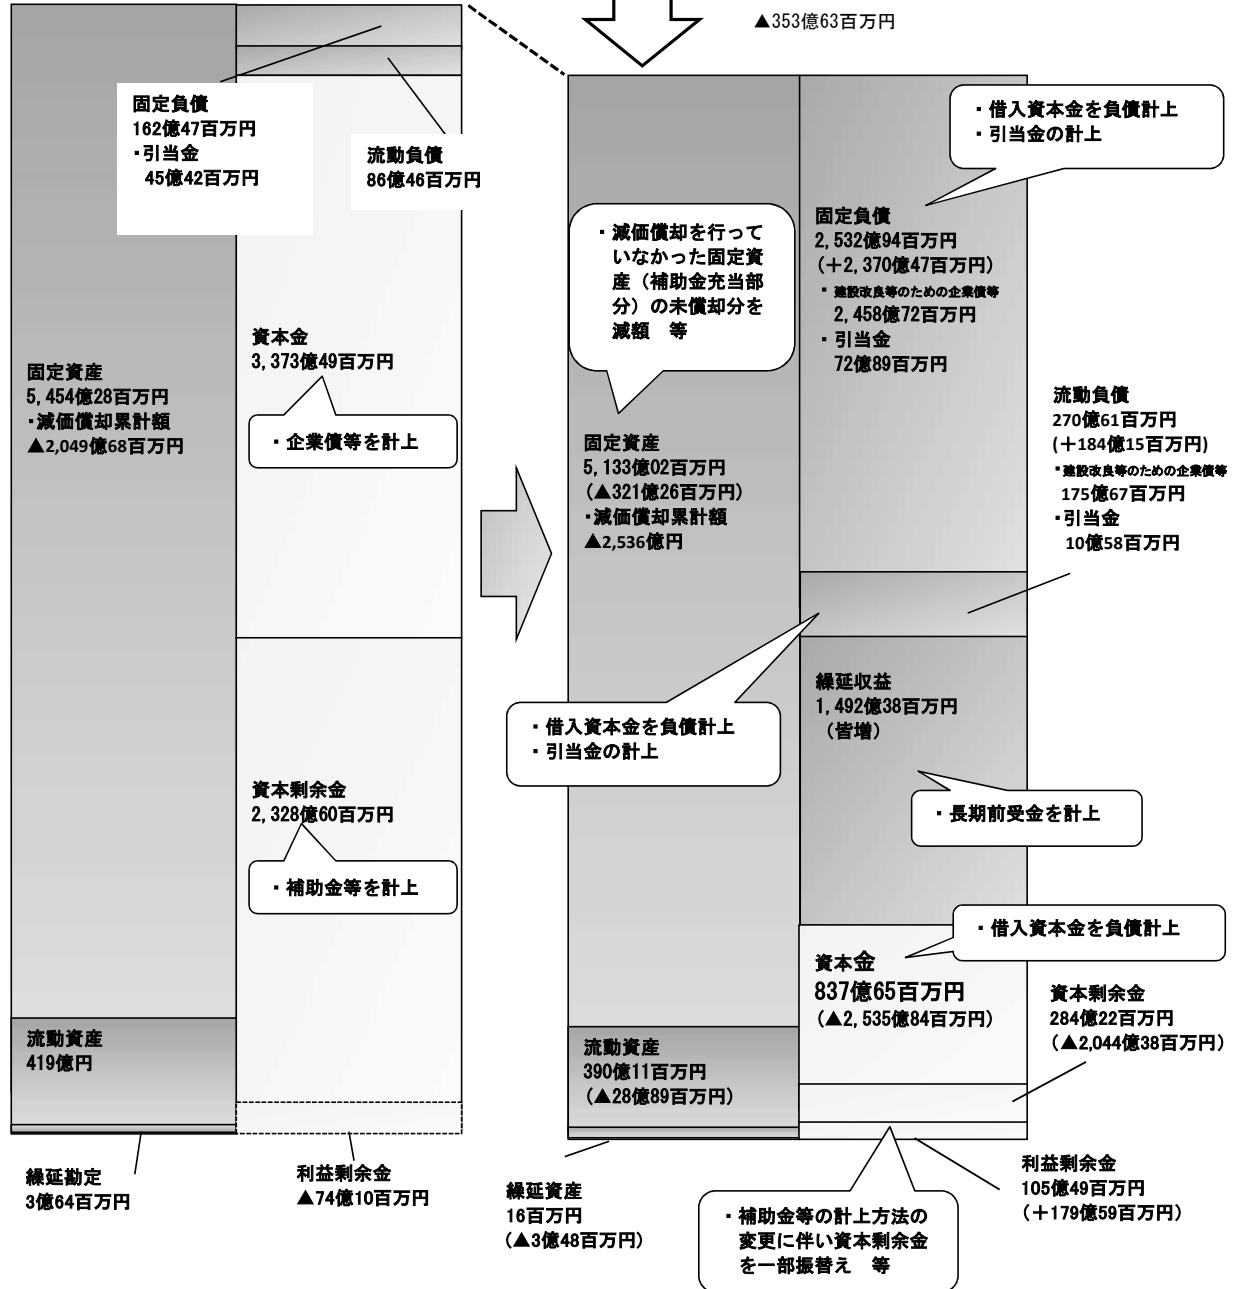 ▲353億63百万円
固定負債
162億47百万円
・引当金
45億42百万円
流動負債
86億46百万円
固定資産
5,454億28百万円
・減価償却累計額
▲2,049億68百万円
資本金
3,373億49百万円
・企業債等を計上
資本剰余金
2,328億60百万円
・補助金等を計上
流動資産
419億円
繰延勘定
3億64百万円
利益剰余金
▲74億10百万円
・減価償却を行って
いなかった固定資
産（補助金充当部
分）の未償却分を
減額　等
固定資産
5,133億02百万円
(▲321億26百万円)
・減価償却累計額
▲2,536億円
・借入資本金を負債計上
・引当金の計上
固定負債
2,532億94百万円
(＋2,370億47百万円)
・建設改良等のための企業債等
2,458億72百万円
・引当金
72億89百万円
流動負債
270億61百万円
(＋184億15百万円)
・建設改良等のための企業債等
175億67百万円
・引当金
10億58百万円
・借入資本金を負債計上
・引当金の計上
繰延収益
1,492億38百万円
（皆増）
・長期前受金を計上
・借入資本金を負債計上
資本金
837億65百万円
(▲2,535億84百万円)
資本剰余金
284億22百万円
(▲2,044億38百万円)
流動資産
390億11百万円
(▲28億89百万円)
繰延資産
16百万円
(▲3億48百万円)
・補助金等の計上方法の
変更に伴い資本剰余金
を一部振替え　等
利益剰余金
105億49百万円
(＋179億59百万円)